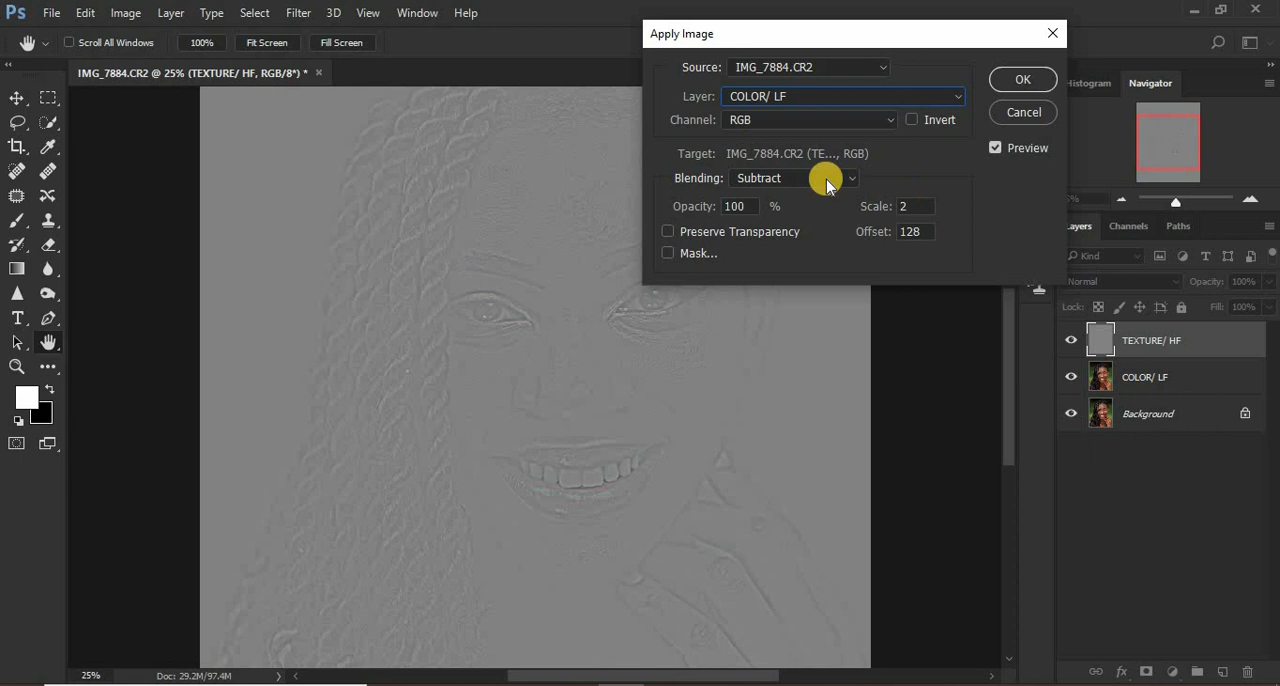 Ps File Edit Image Layer Type Select Filter 3D View Window Help
Scroll All Windows 100% Fit Screen Fill Screen
IMG_7884.CR2 @ 25% (TEXTURE/ HF, RGB/8*) * ×
Apply Image
Source: IMG_7884.CR2
Layer: COLOR/ LF
Channel: RGB Invert
Target: IMG_7884.CR2 (TE..., RGB)
Blending: Subtract
Opacity: 100 % Scale: 2
Preserve Transparency Offset: 128
Mask...
OK
Cancel
Preview
Navigator
Channels Paths
Kind
Normal Opacity: 100%
Lock: Fill: 100%
TEXTURE/ HF
COLOR/ LF
Background
25% Doc: 29.2M/97.4M